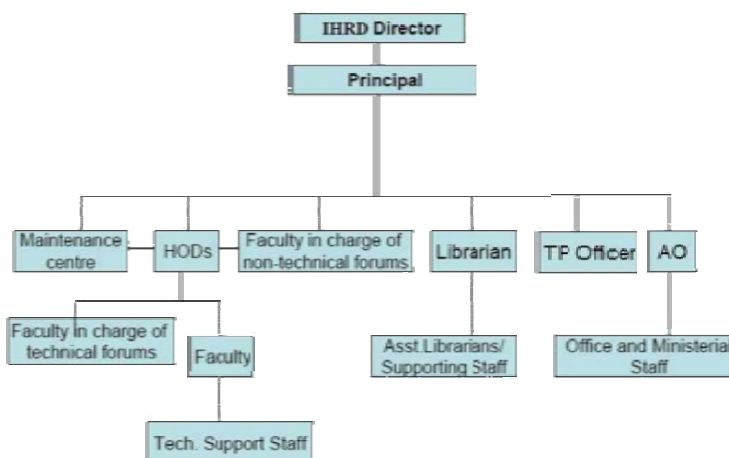 IHRD Director
Principal
Maintenance
centre
HODs
Faculty in charge of
non-technical forums
Librarian
TP Officer
AO
Faculty in charge of
technical forums
Faculty
Asst.Librarians/
Supporting Staff
Office and Ministerial
Staff
Tech. Support Staff